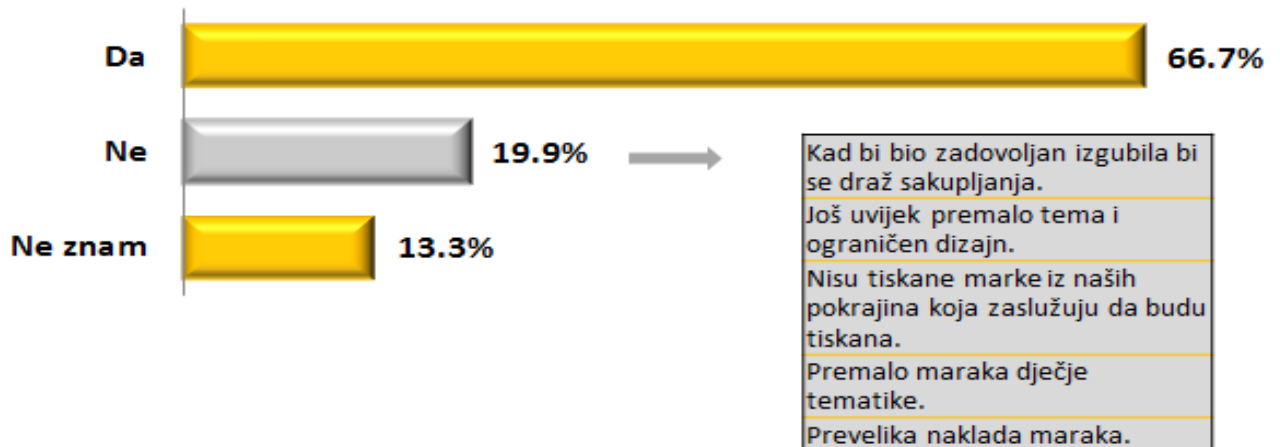 Da
66.7%
Ne
19.9%
Ne znam
13.3%
Kad bi bio zadovoljan izgubila bi
se draž sakupljanja.
Još uvijek premalo tema i
ograničen dizajn.
Nisu tiskane marke iz naših
pokrajina koja zaslužuju da budu
tiskana.
Premalo maraka dječje
tematike.
Prevelika naklada maraka.